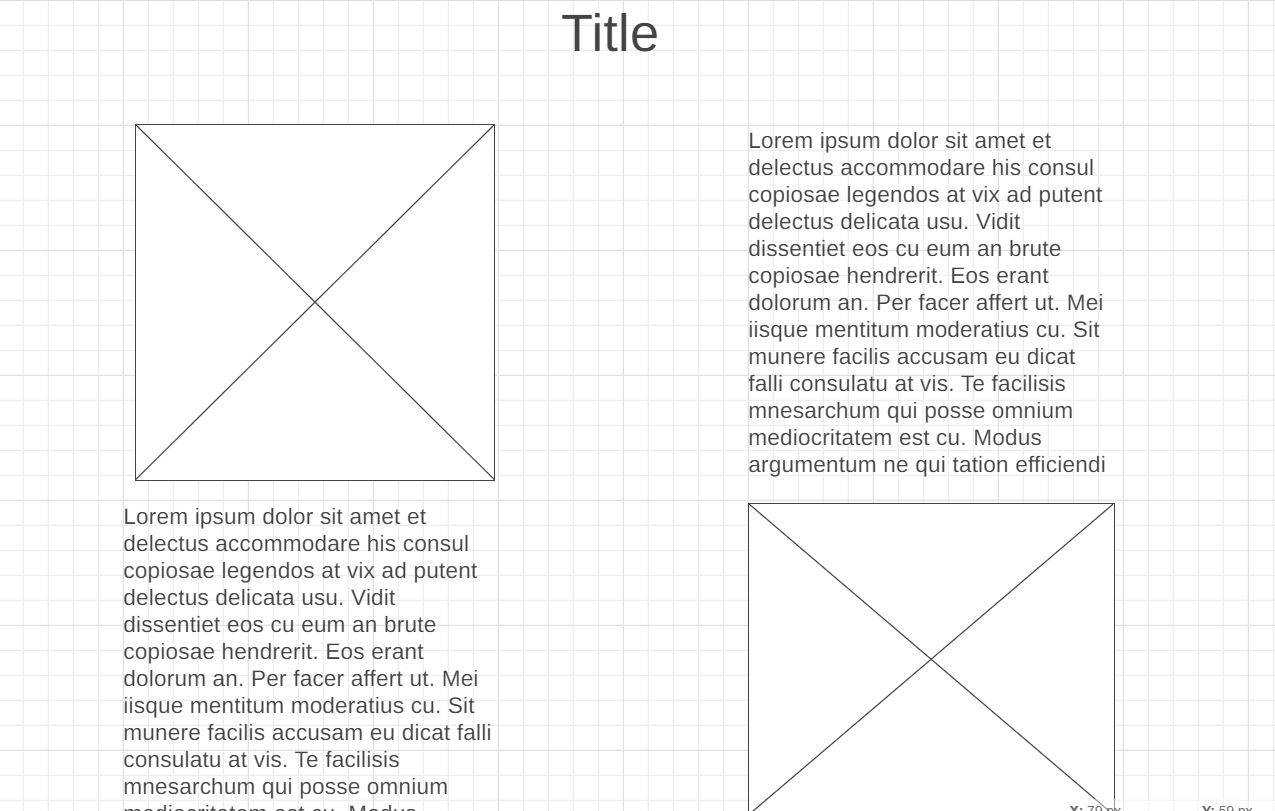 Title
Lorem ipsum dolor sit amet et
delectus accommodare his consul
copiosae legendos at vix ad putent
delectus delicata usu. Vidit
dissentiet eos cu eum an brute
copiosae hendrerit. Eos erant
dolorum an. Per facer affert ut. Mei
iisque mentitum moderatius cu. Sit
munere facilis accusam eu dicat
falli consulatu at vis. Te facilisis
mnesarchum qui posse omnium
mediocritatem est cu. Modus
argumentum ne qui tation efficiendi
Lorem ipsum dolor sit amet et
delectus accommodare his consul
copiosae legendos at vix ad putent
delectus delicata usu. Vidit
dissentiet eos cu eum an brute
copiosae hendrerit. Eos erant
dolorum an. Per facer affert ut. Mei
iisque mentitum moderatius cu. Sit
munere facilis accusam eu dicat falli
consulatu at vis. Te facilisis
mnesarchum qui posse omnium
mediocritatem est cu. Modus
X: 79 px Y: 59 px